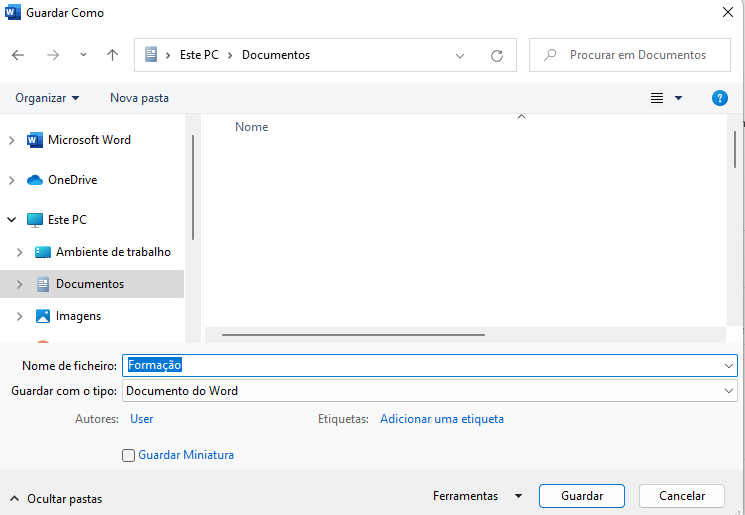 Guardar Como
Este PC > Documentos
Procurar em Documentos
Organizar
Nova pasta
?
Microsoft Word
Nome
OneDrive
Este PC
Ambiente de trabalho
Documentos
Imagens
Nome de ficheiro: Formação
Guardar com o tipo: Documento do Word
Autores: User
Etiquetas: Adicionar uma etiqueta
Guardar Miniatura
Ocultar pastas
Ferramentas
Guardar
Cancelar